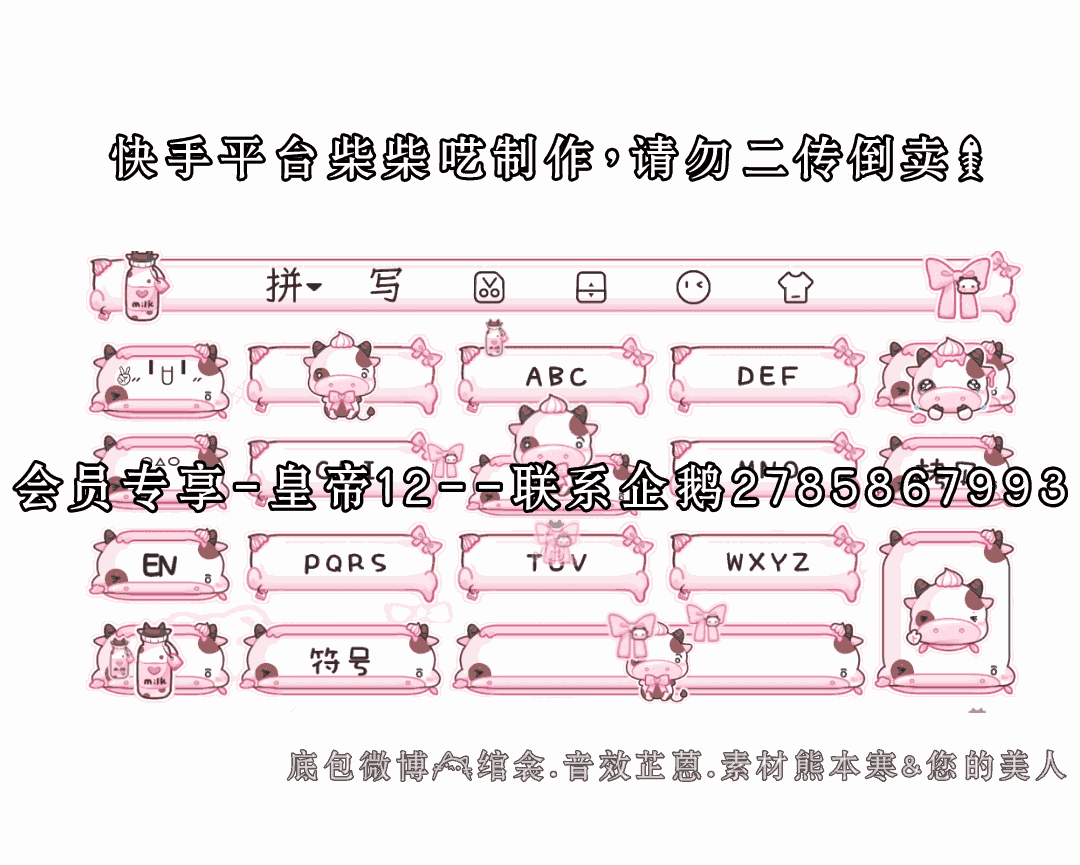 快手平台柴柴呓制作,请勿二传倒卖
拼 写
milk
ABC DEF
会员专享-皇帝12--联系企鹅2785867993
EN PQRS TUV WXYZ
milk 符号
底包微博 绾衾.音效芷蒽.素材熊本寒&您的美人